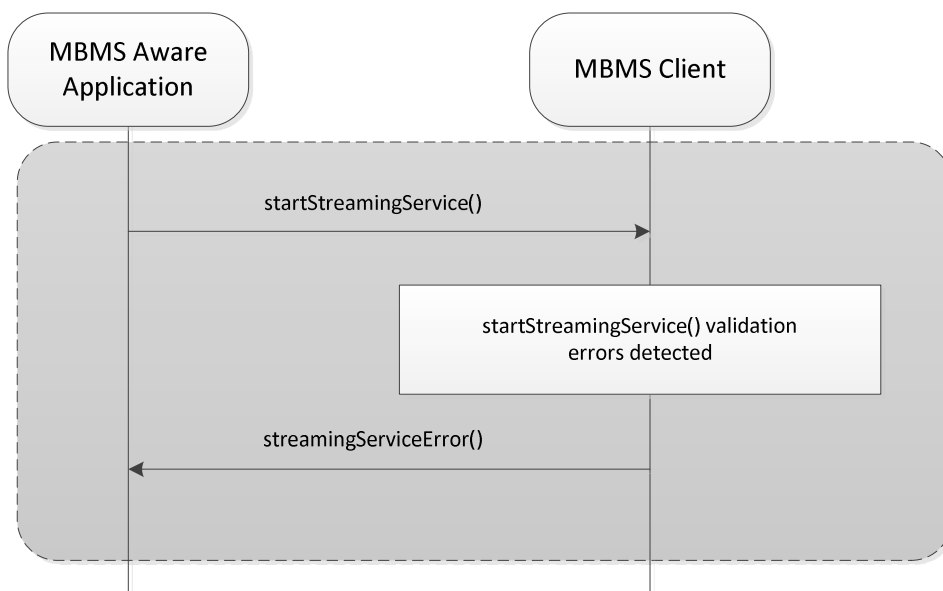 MBMS Aware
Application
MBMS Client
startStreamingService()
startStreamingService() validation
errors detected
streamingServiceError()